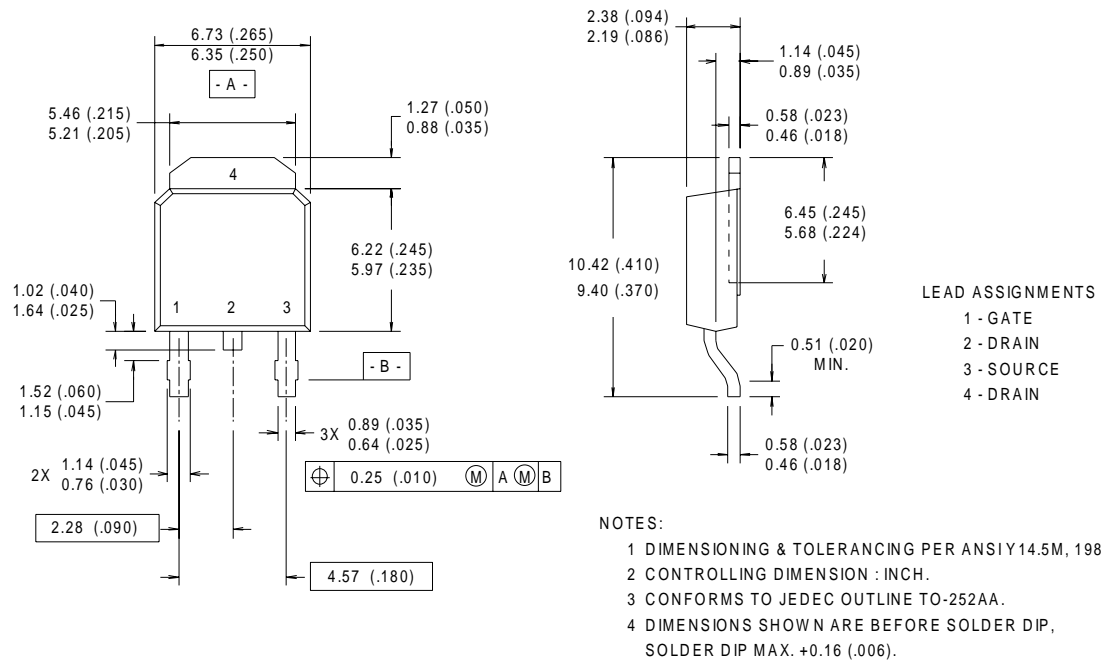 6.73 (.265)
6.35 (.250)
- A -
5.46 (.215)
5.21 (.205)
1.27 (.050)
0.88 (.035)
4
6.22 (.245)
5.97 (.235)
1.02 (.040)
1.64 (.025)
1 2 3
- B -
1.52 (.060)
1.15 (.045)
3X 0.89 (.035)
0.64 (.025)
2X 1.14 (.045)
0.76 (.030)
⌖ 0.25 (.010) Ⓜ A Ⓜ B
2.28 (.090)
4.57 (.180)
2.38 (.094)
2.19 (.086)
1.14 (.045)
0.89 (.035)
0.58 (.023)
0.46 (.018)
6.45 (.245)
5.68 (.224)
10.42 (.410)
9.40 (.370)
0.51 (.020)
MIN.
0.58 (.023)
0.46 (.018)
LEAD ASSIGNMENTS
1 - GATE
2 - DRAIN
3 - SOURCE
4 - DRAIN
NOTES:
1 DIMENSIONING & TOLERANCING PER ANSI Y14.5M, 198
2 CONTROLLING DIMENSION : INCH.
3 CONFORMS TO JEDEC OUTLINE TO-252AA.
4 DIMENSIONS SHOWN ARE BEFORE SOLDER DIP,
SOLDER DIP MAX. +0.16 (.006).